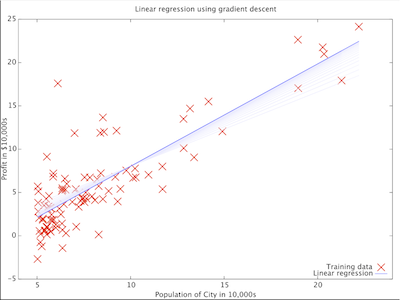 Linear regression using gradient descent
25
20
15
10
5
0
-5
Profit in $10,000s
5
10
15
20
Population of City in 10,000s
Training data
Linear regression